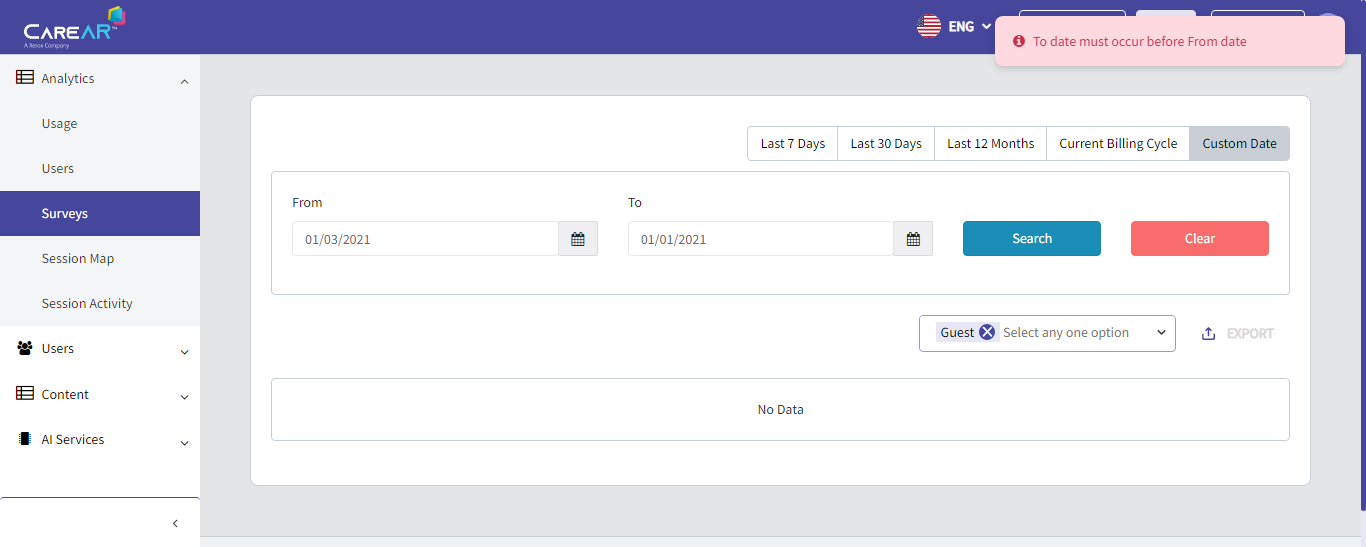 CAREAR™
A Xerox Company
ENG
To date must occur before From date
Analytics
Usage
Users
Surveys
Session Map
Session Activity
Users
Content
AI Services
Last 7 Days Last 30 Days Last 12 Months Current Billing Cycle Custom Date
From To
01/03/2021 01/01/2021 Search Clear
Guest Select any one option EXPORT
No Data